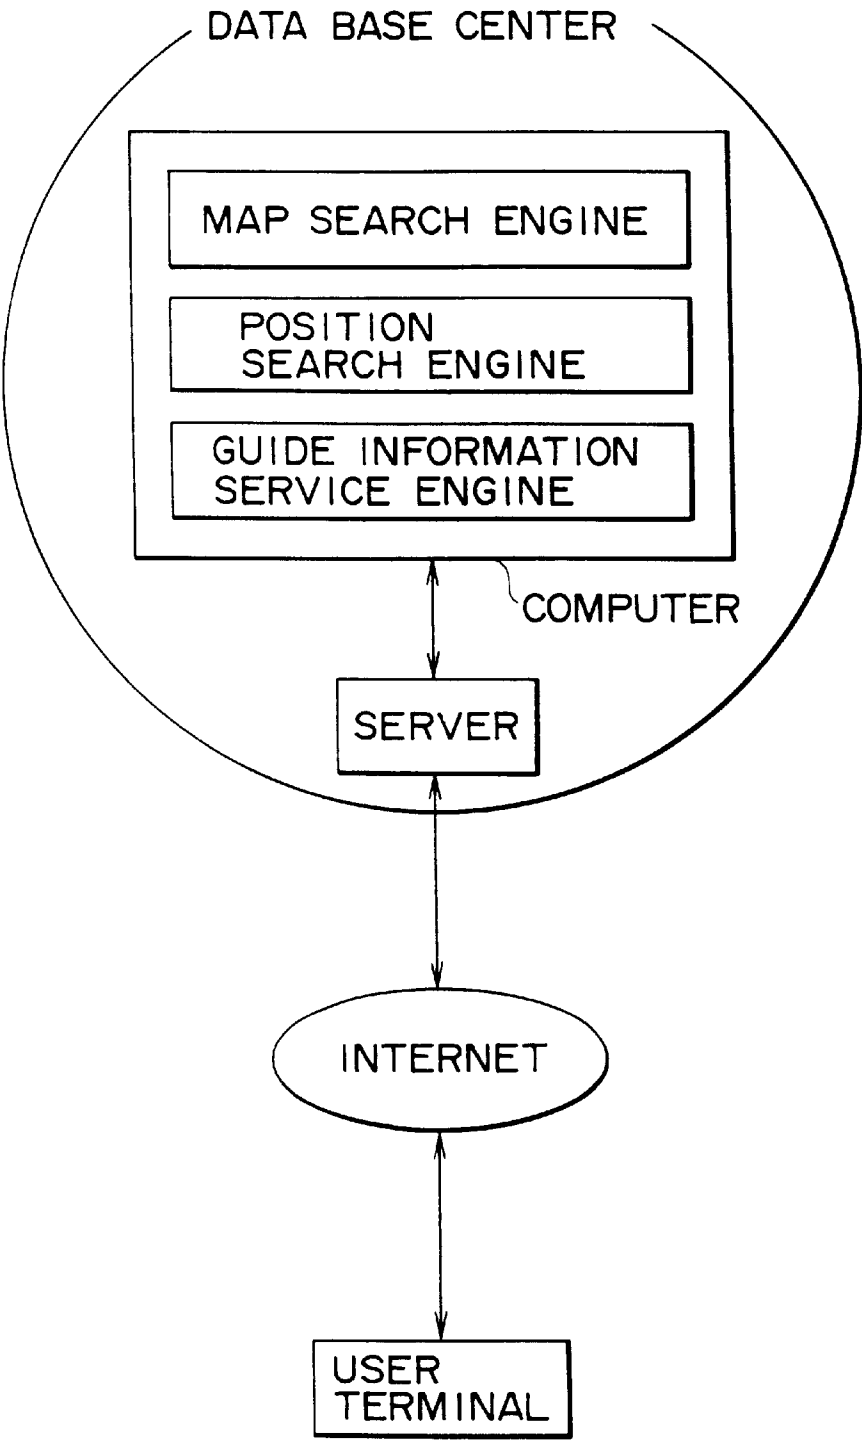 DATA BASE CENTER
MAP SEARCH ENGINE
POSITION
SEARCH ENGINE
GUIDE INFORMATION
SERVICE ENGINE
COMPUTER
SERVER
INTERNET
USER
TERMINAL